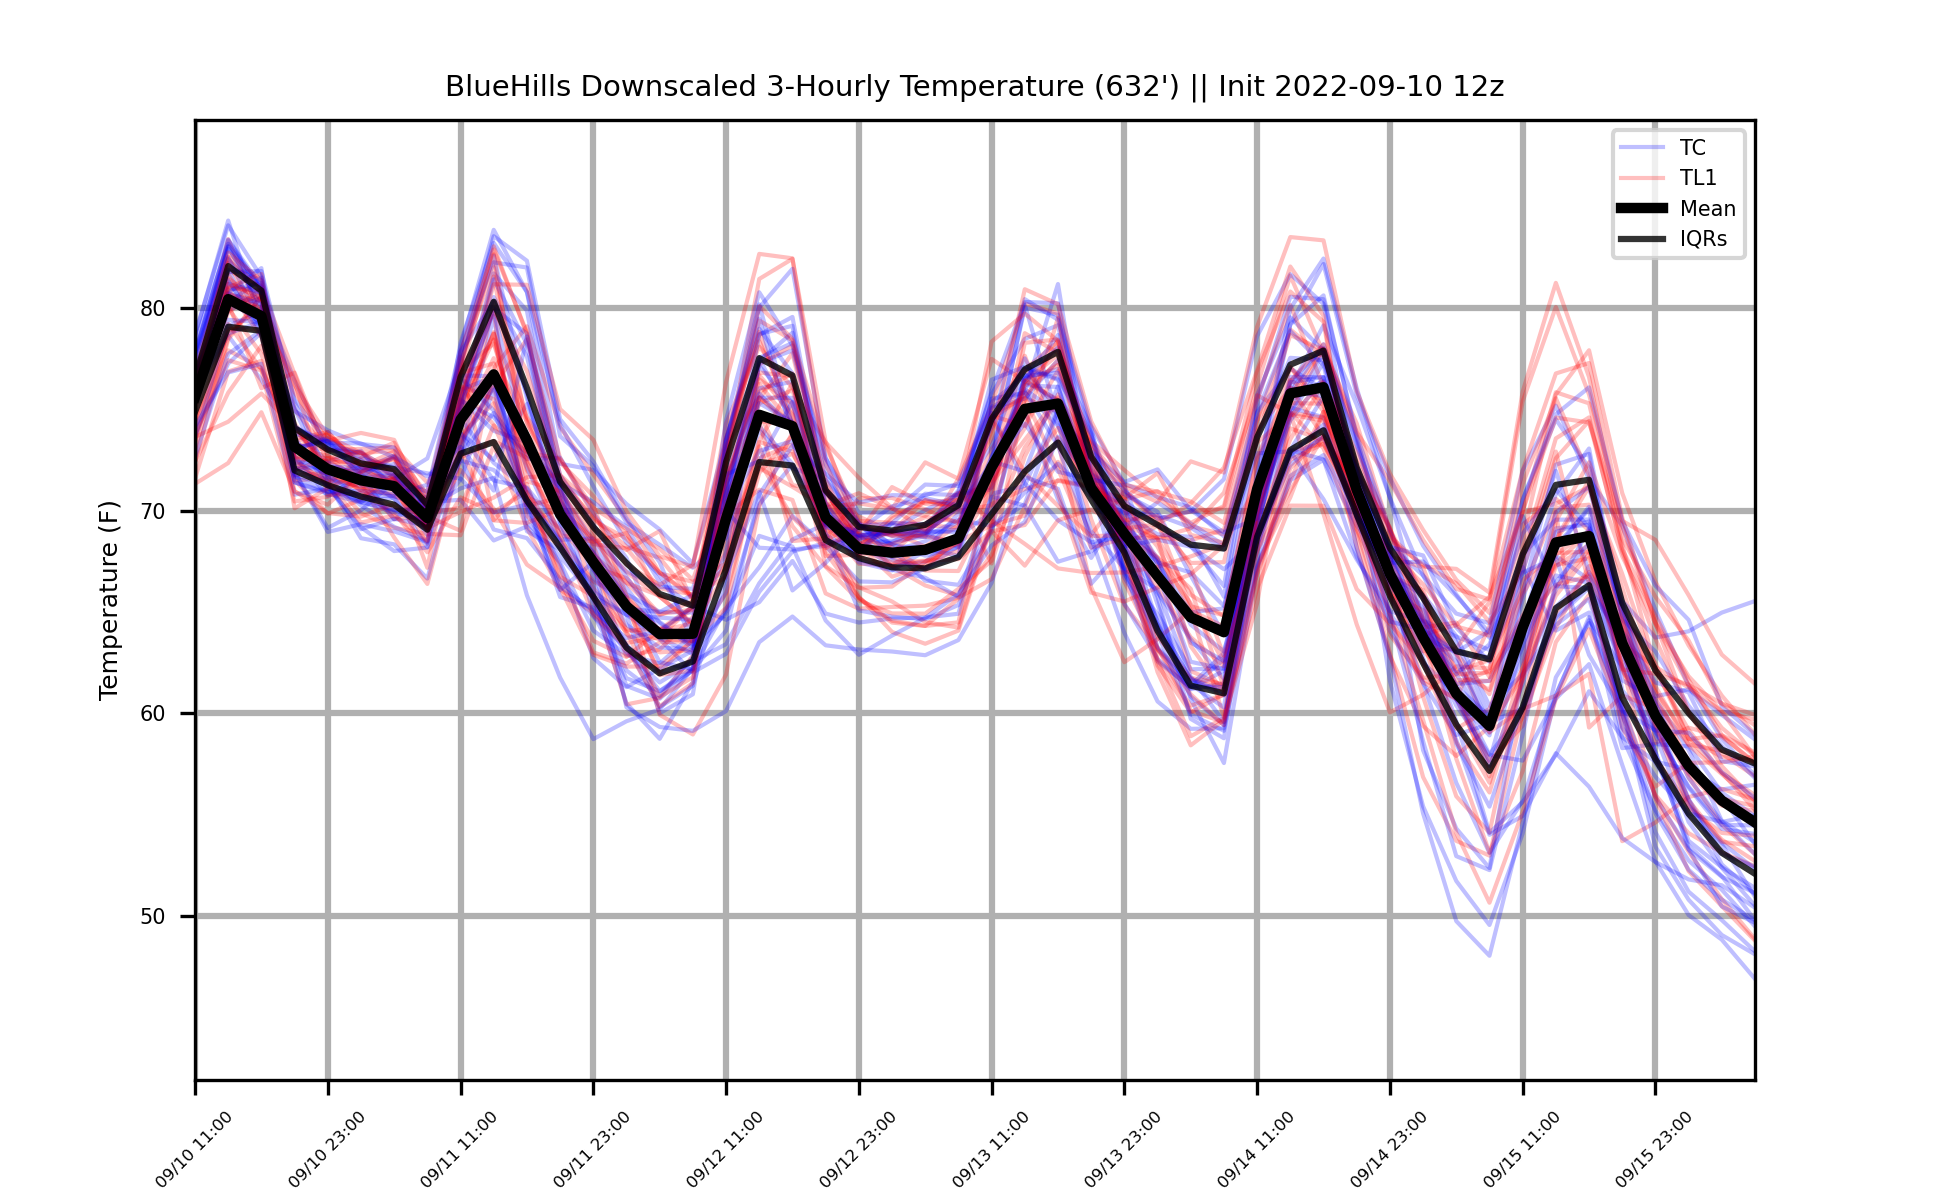 BlueHills Downscaled 3-Hourly Temperature (632') || Init 2022-09-10 12z
TC
TL1
Mean
IQRs
Temperature (F)
80
70
60
50
09/10 11:00
09/10 23:00
09/11 11:00
09/11 23:00
09/12 11:00
09/12 23:00
09/13 11:00
09/13 23:00
09/14 11:00
09/14 23:00
09/15 11:00
09/15 23:00